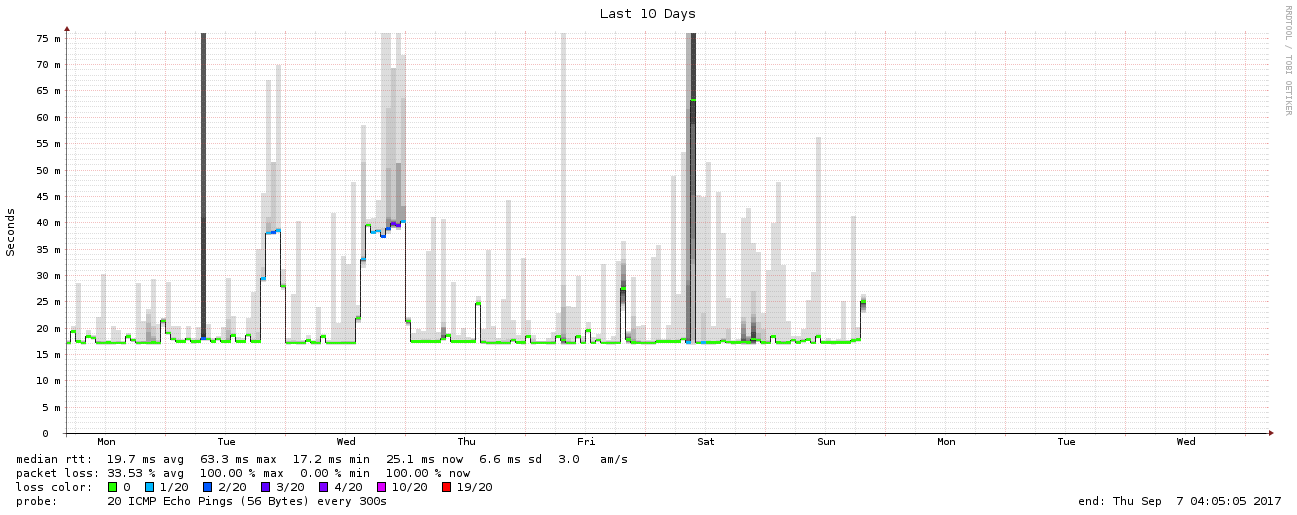 Last 10 Days
RRDTOOL / TOBI OETIKER
Seconds
75 m
70 m
65 m
60 m
55 m
50 m
45 m
40 m
35 m
30 m
25 m
20 m
15 m
10 m
5 m
0
Mon Tue Wed Thu Fri Sat Sun Mon Tue Wed
median rtt: 19.7 ms avg 63.3 ms max 17.2 ms min 25.1 ms now 6.6 ms sd 3.0 am/s
packet loss: 33.53 % avg 100.00 % max 0.00 % min 100.00 % now
loss color: 0 1/20 2/20 3/20 4/20 10/20 19/20
probe: 20 ICMP Echo Pings (56 Bytes) every 300s end: Thu Sep 7 04:05:05 2017